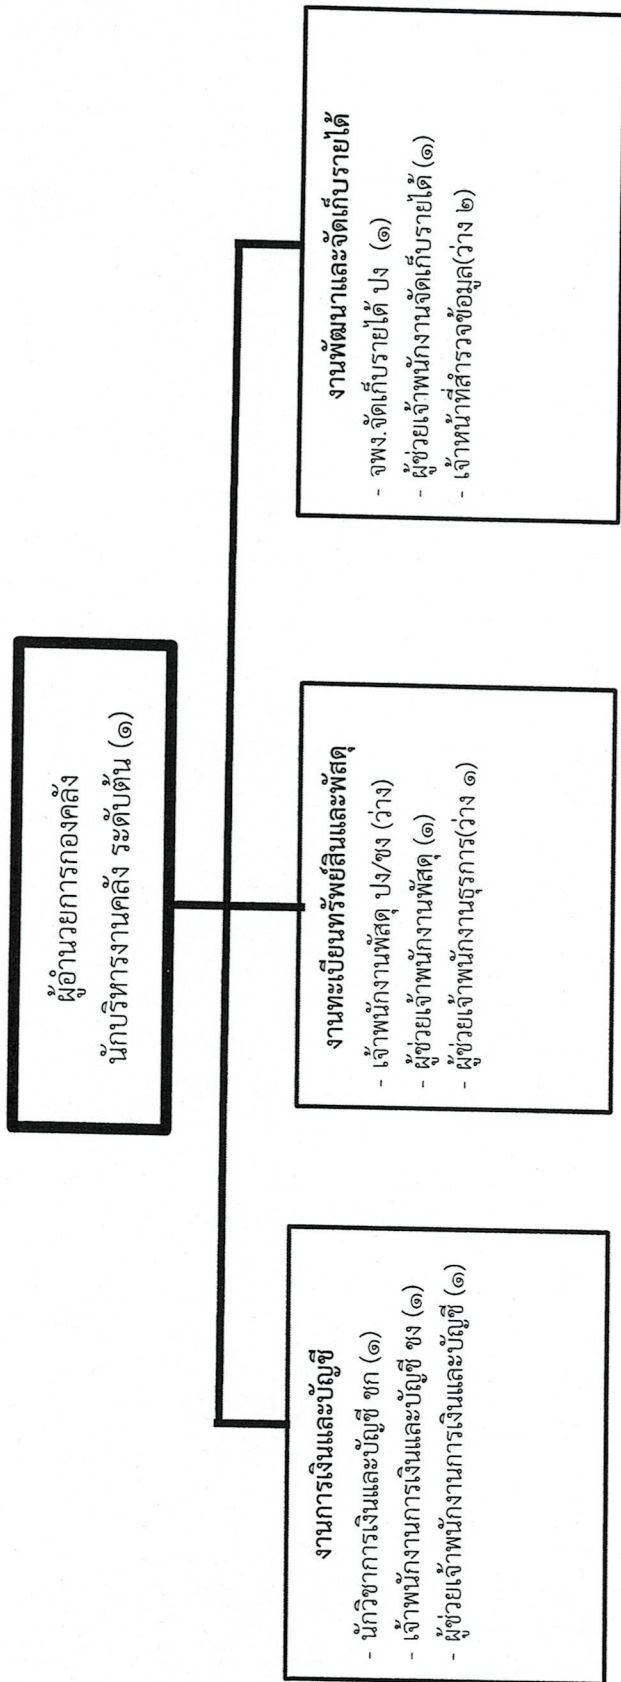 ผู้อำนวยการกองคลัง
นักบริหารงานคลัง ระดับต้น (๑)
งานการเงินและบัญชี
- นักวิชาการเงินและบัญชี ชก (๑)
- เจ้าพนักงานการเงินและบัญชี ชง (๑)
- ผู้ช่วยเจ้าพนักงานการเงินและบัญชี (๑)
งานทะเบียนทรัพย์สินและพัสดุ
- เจ้าพนักงานพัสดุ ปง/ชง (ว่าง)
- ผู้ช่วยเจ้าพนักงานพัสดุ (๑)
- ผู้ช่วยเจ้าพนักงานธุรการ(ว่าง ๑)
งานพัฒนาและจัดเก็บรายได้
- จพง.จัดเก็บรายได้ ปง (๑)
- ผู้ช่วยเจ้าพนักงานจัดเก็บรายได้ (๑)
- เจ้าหน้าที่สำรวจข้อมูล(ว่าง ๒)